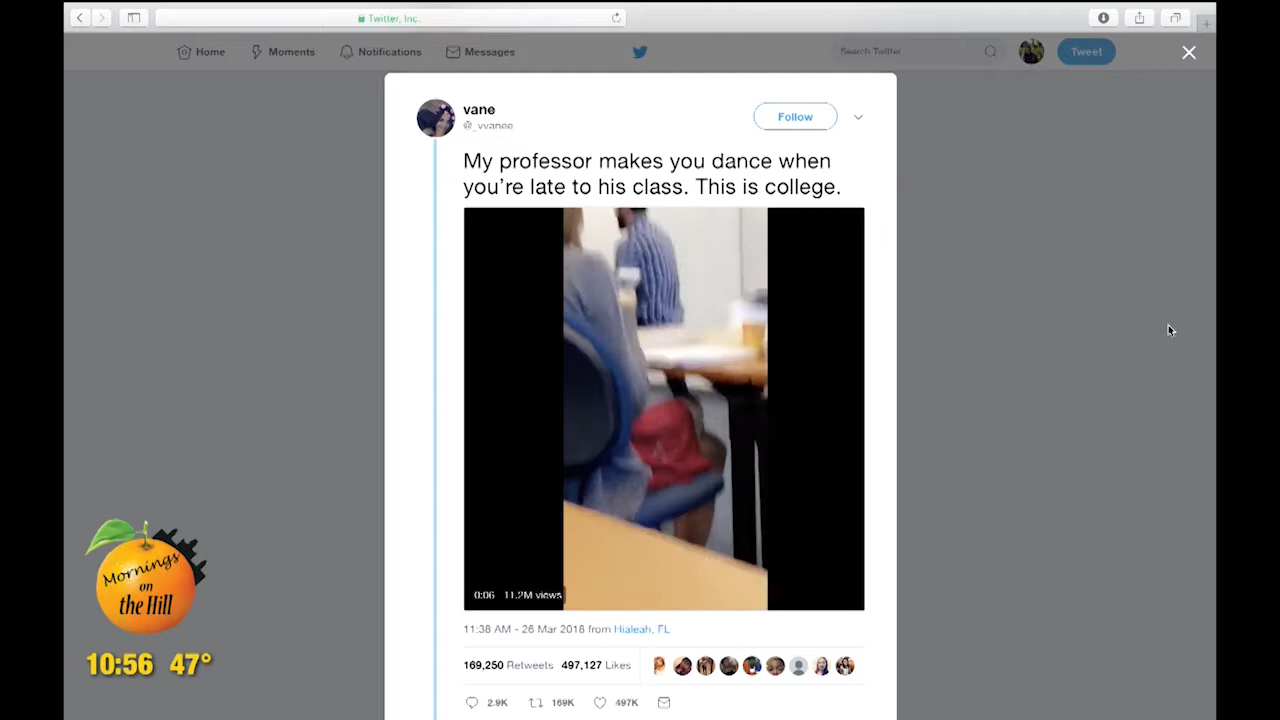 Twitter, Inc.
Home
Moments
Notifications
Messages
Search Twitter
Tweet
vane
@_vvanee
Follow
My professor makes you dance when
you're late to his class. This is college.
0:06 11.2M views
11:38 AM - 26 Mar 2018 from Hialeah, FL
169,250 Retweets 497,127 Likes
2.9K
169K
497K
Mornings
on
the Hill
10:56 47°